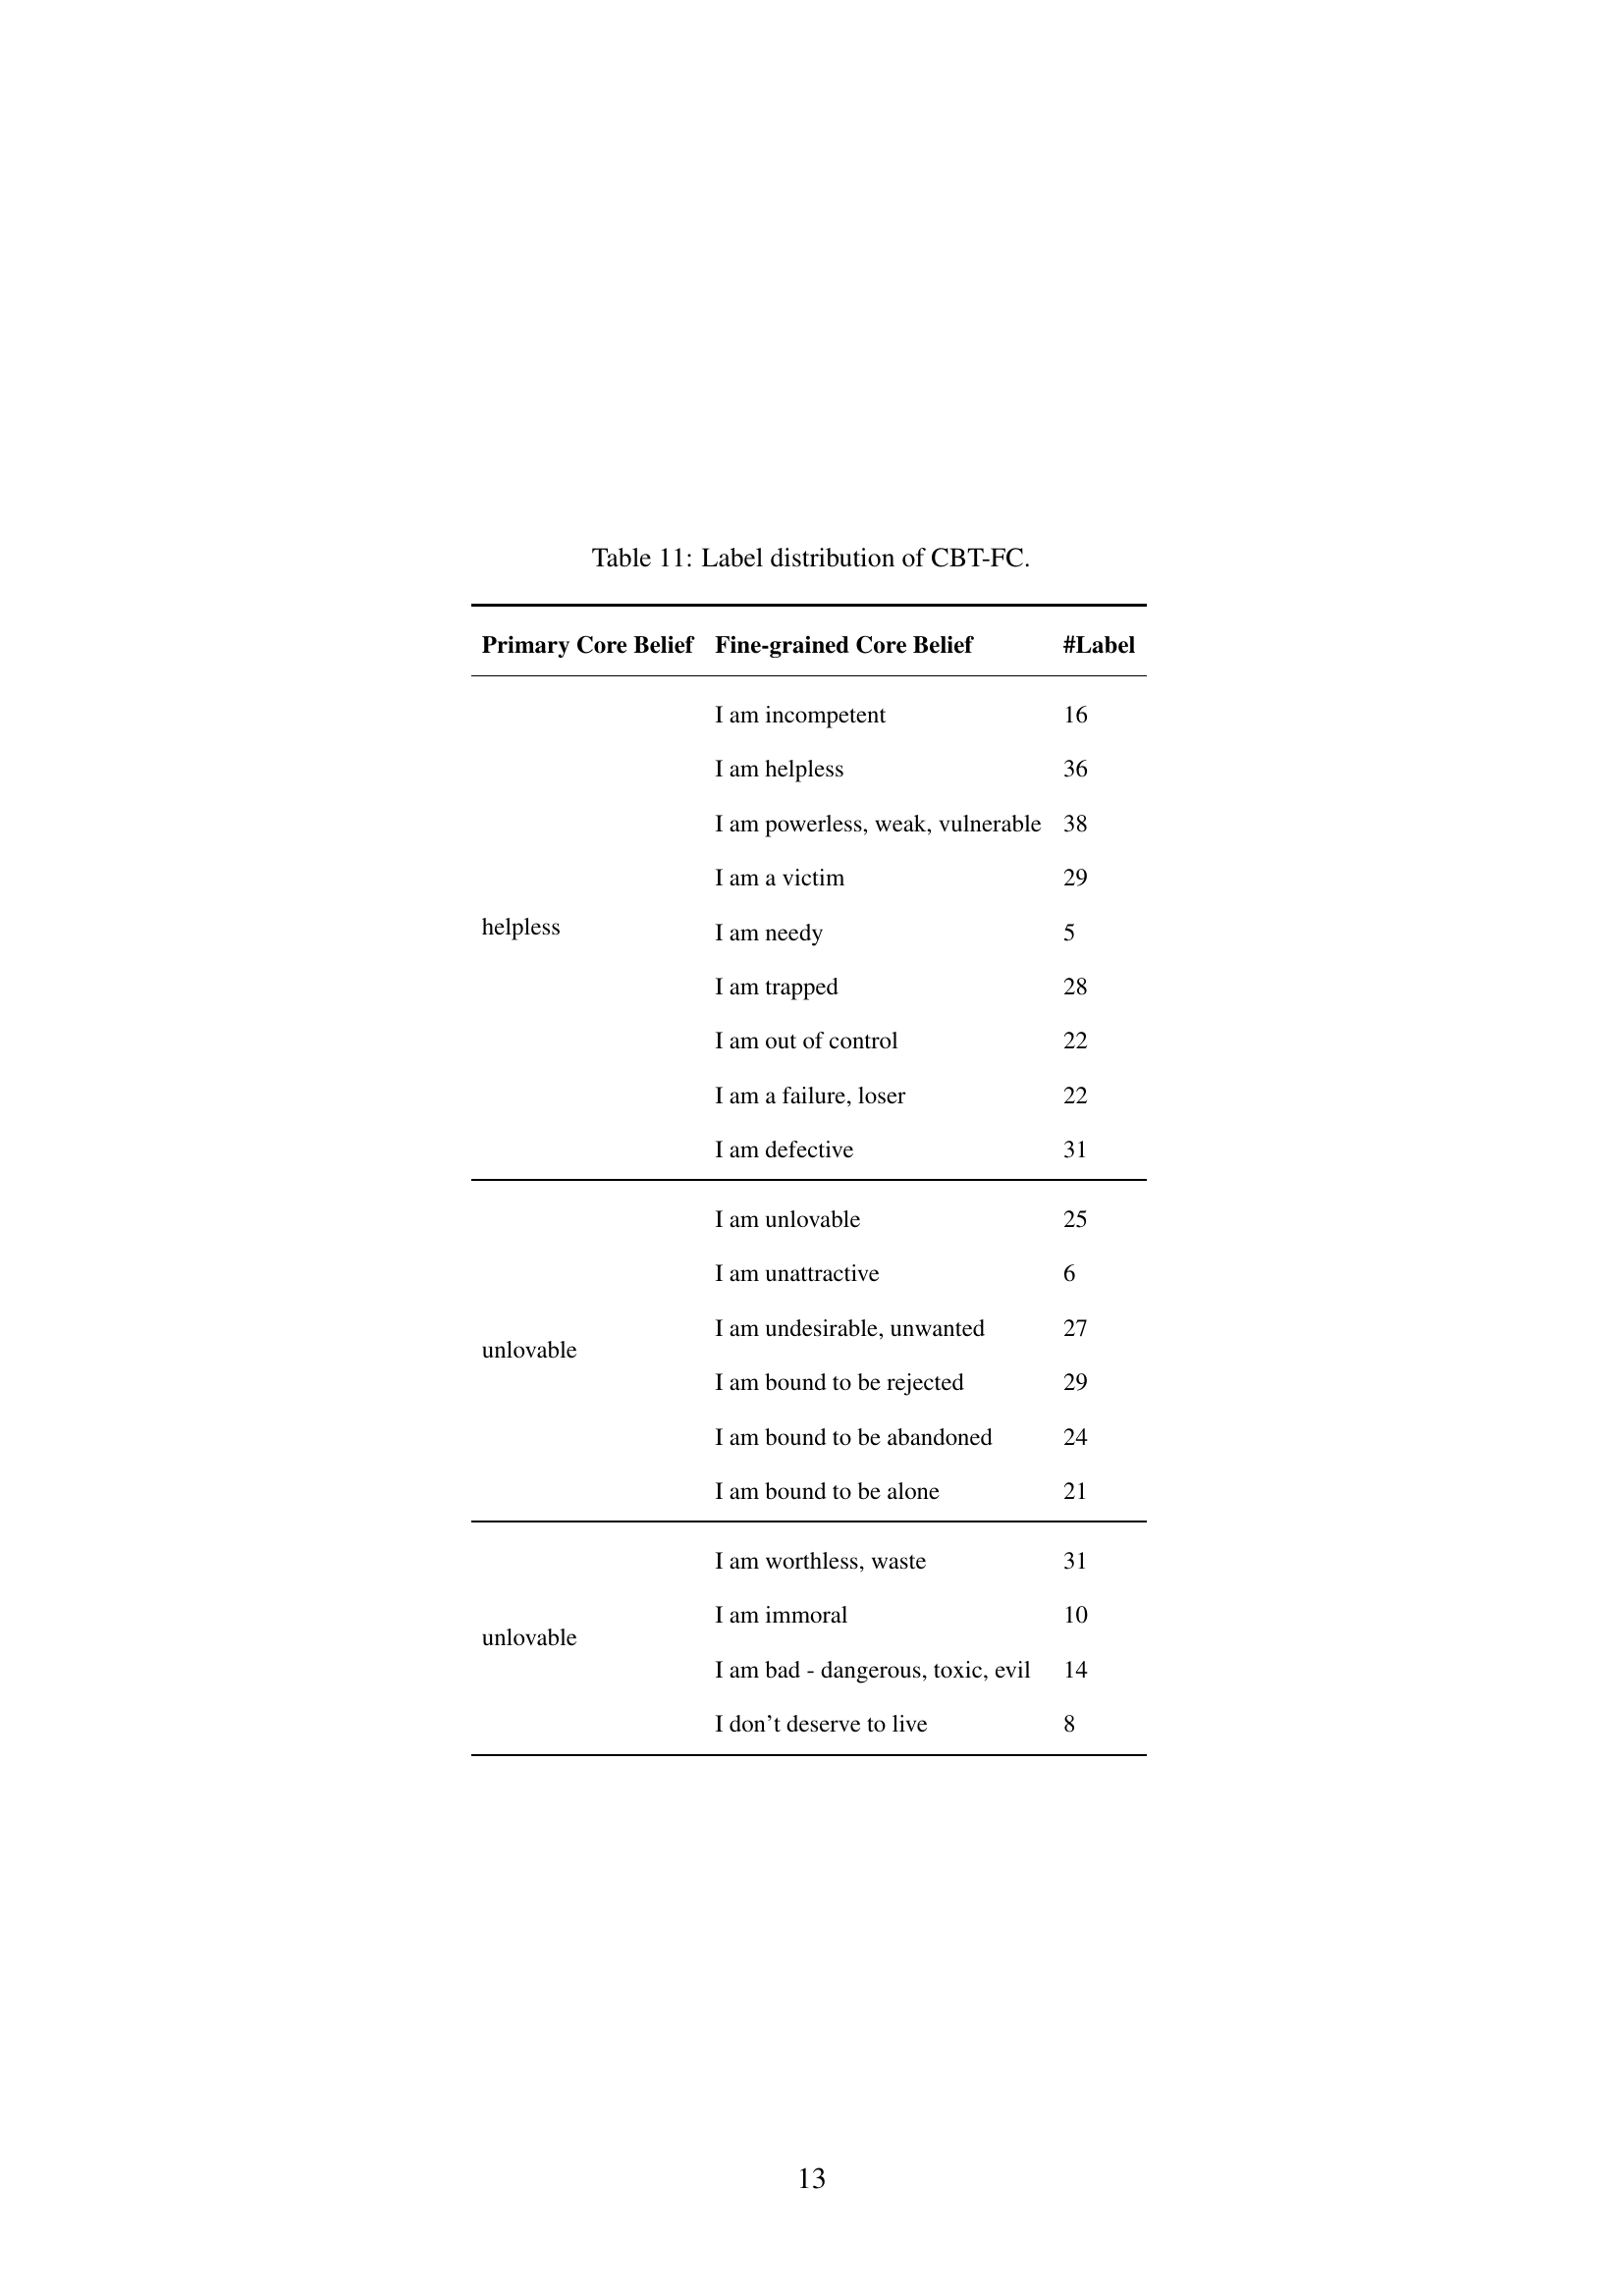 Table 11: Label distribution of CBT-FC.
Primary Core Belief Fine-grained Core Belief #Label
I am incompetent 16
I am helpless 36
I am powerless, weak, vulnerable 38
I am a victim 29
helpless
I am needy 5
I am trapped 28
I am out of control 22
I am a failure, loser 22
I am defective 31
I am unlovable 25
I am unattractive 6
I am undesirable, unwanted 27
unlovable
I am bound to be rejected 29
I am bound to be abandoned 24
I am bound to be alone 21
I am worthless, waste 31
I am immoral 10
unlovable
I am bad - dangerous, toxic, evil 14
I don’t deserve to live 8
13